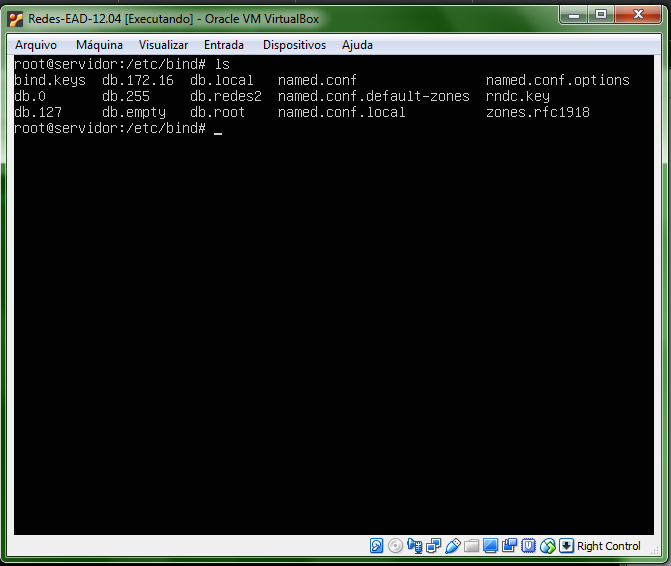 Redes-EAD-12.04 [Executando] - Oracle VM VirtualBox
Arquivo Máquina Visualizar Entrada Dispositivos Ajuda
root@servidor:/etc/bind# ls
bind.keys db.172.16 db.local named.conf named.conf.options
db.0 db.255 db.redes2 named.conf.default-zones rndc.key
db.127 db.empty db.root named.conf.local zones.rfc1918
root@servidor:/etc/bind# _
Right Control